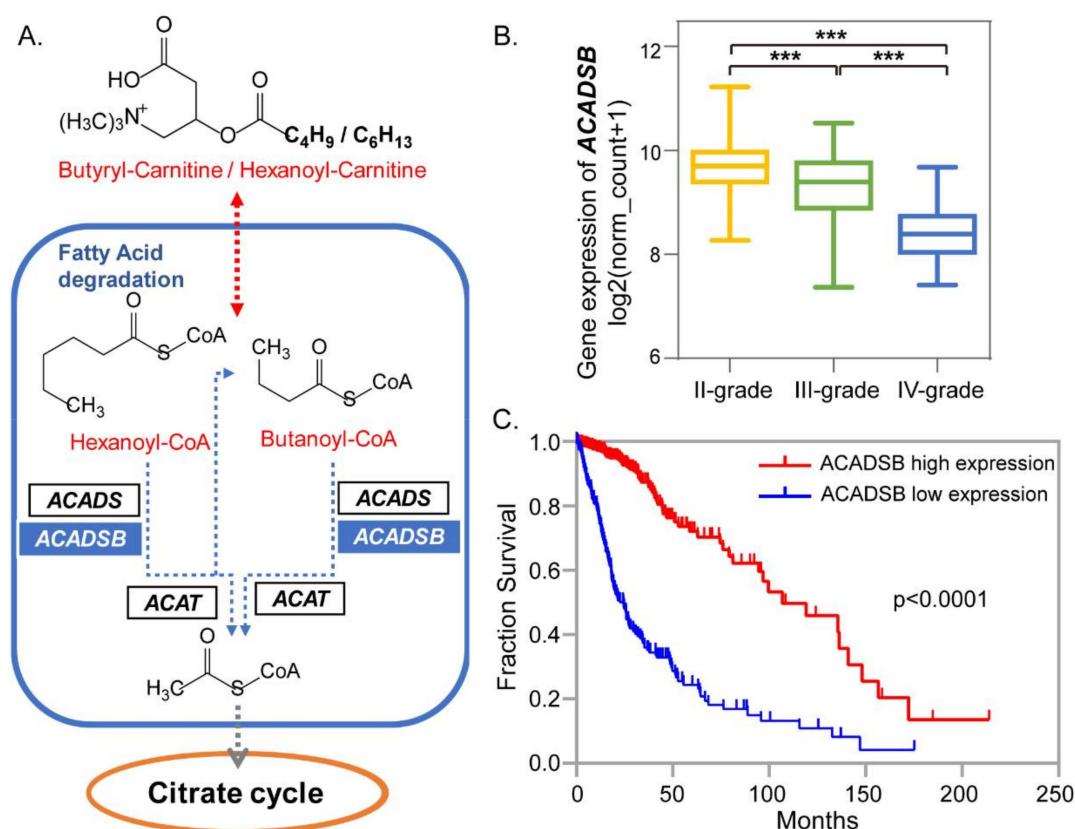 A.
O
HO
O
(H₃C)₃
N⁺
O
C₄H₉ / C₆H₁₃
Butyryl-Carnitine / Hexanoyl-Carnitine
Fatty Acid
degradation
O
S
CoA
CH₃
Hexanoyl-CoA
CH₃
O
S
CoA
Butanoyl-CoA
ACADS
ACADSB
ACADS
ACADSB
ACAT
ACAT
O
H₃C
S
CoA
Citrate cycle
B.
Gene expression of ACADSB
log2(norm_count+1)
12
10
8
6
***
***
***
II-grade
III-grade
IV-grade
C.
Fraction Survival
1.0
0.8
0.6
0.4
0.2
0.0
ACADSB high expression
ACADSB low expression
p<0.0001
0
50
100
150
200
250
Months